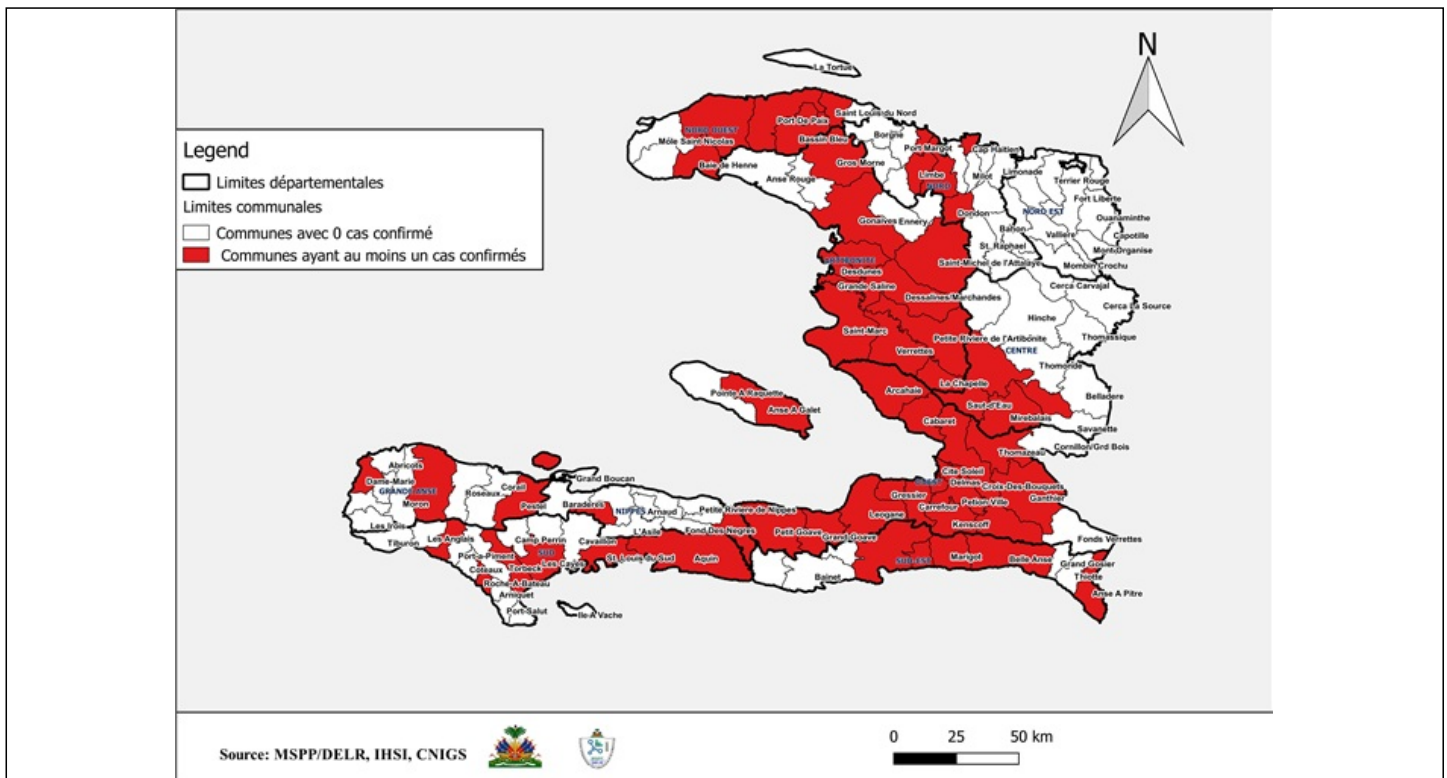 N
La Tortue
Saint Louis du Nord
Port De Paix
NORD OUEST
Borgne
Môle Saint Nicolas
Bassin Bleu
Port Margot
Cap Haïtien
Baie de Henne
Gros Morne
Limbe
Milot
Limonade
Terrier Rouge
Anse Rouge
NORD
Fort Liberte
Gonaives
Ennery
Dondon
NORD EST
Ouanaminthe
Bahon
Valliere
Capotille
St. Raphael
Mont-Organise
Saint-Michel de l'Attalaye
Mombin Crochu
ARTIBONITE
Desdunes
Grande Saline
Cerca Carvajal
Dessalines/Marchandes
Cerca La Source
Hinche
Saint-Marc
Petite Riviere de l'Artibonite
Thomassique
Verrettes
CENTRE
Thomonde
La Chapelle
Arcahaie
Belladere
Pointe A Raquette
Saut-d'Eau
Anse A Galet
Mirebalais
Cabaret
Savanette
Cornillon/Grd Bois
Thomazeau
Abricots
Cite Soleil
Grand Boucan
Dame-Marie
Corail
OUEST
Delmas
Croix-Des-Bouquets
GRANDE ANSE
Roseaux
Gressier
Ganthier
Moron
Pestel
Baraderes
Petion Ville
NIPPES
Arnaud
Petite Riviere de Nippes
Leogane
Carrefour
Les Irois
Kenscoff
L'Asile
Fond Des Negres
Petit Goave
Grand Goave
Tiburon
Les Anglais
Camp Perrin
Cavaillon
Fonds Verrettes
Port-a-Piment
SUD
St. Louis du Sud
Aquin
SUD-EST
Marigot
Belle Anse
Coteaux
Torbeck
Les Cayes
Grand Gosier
Roche-A-Bateau
Bainet
Thiotte
Arniquet
Anse A Pitre
Port-Salut
Ile A Vache
Legend
Limites départementales
Limites communales
Communes avec 0 cas confirmé
Communes ayant au moins un cas confirmés
Source: MSPP/DELR, IHSI, CNIGS
0 25 50 km